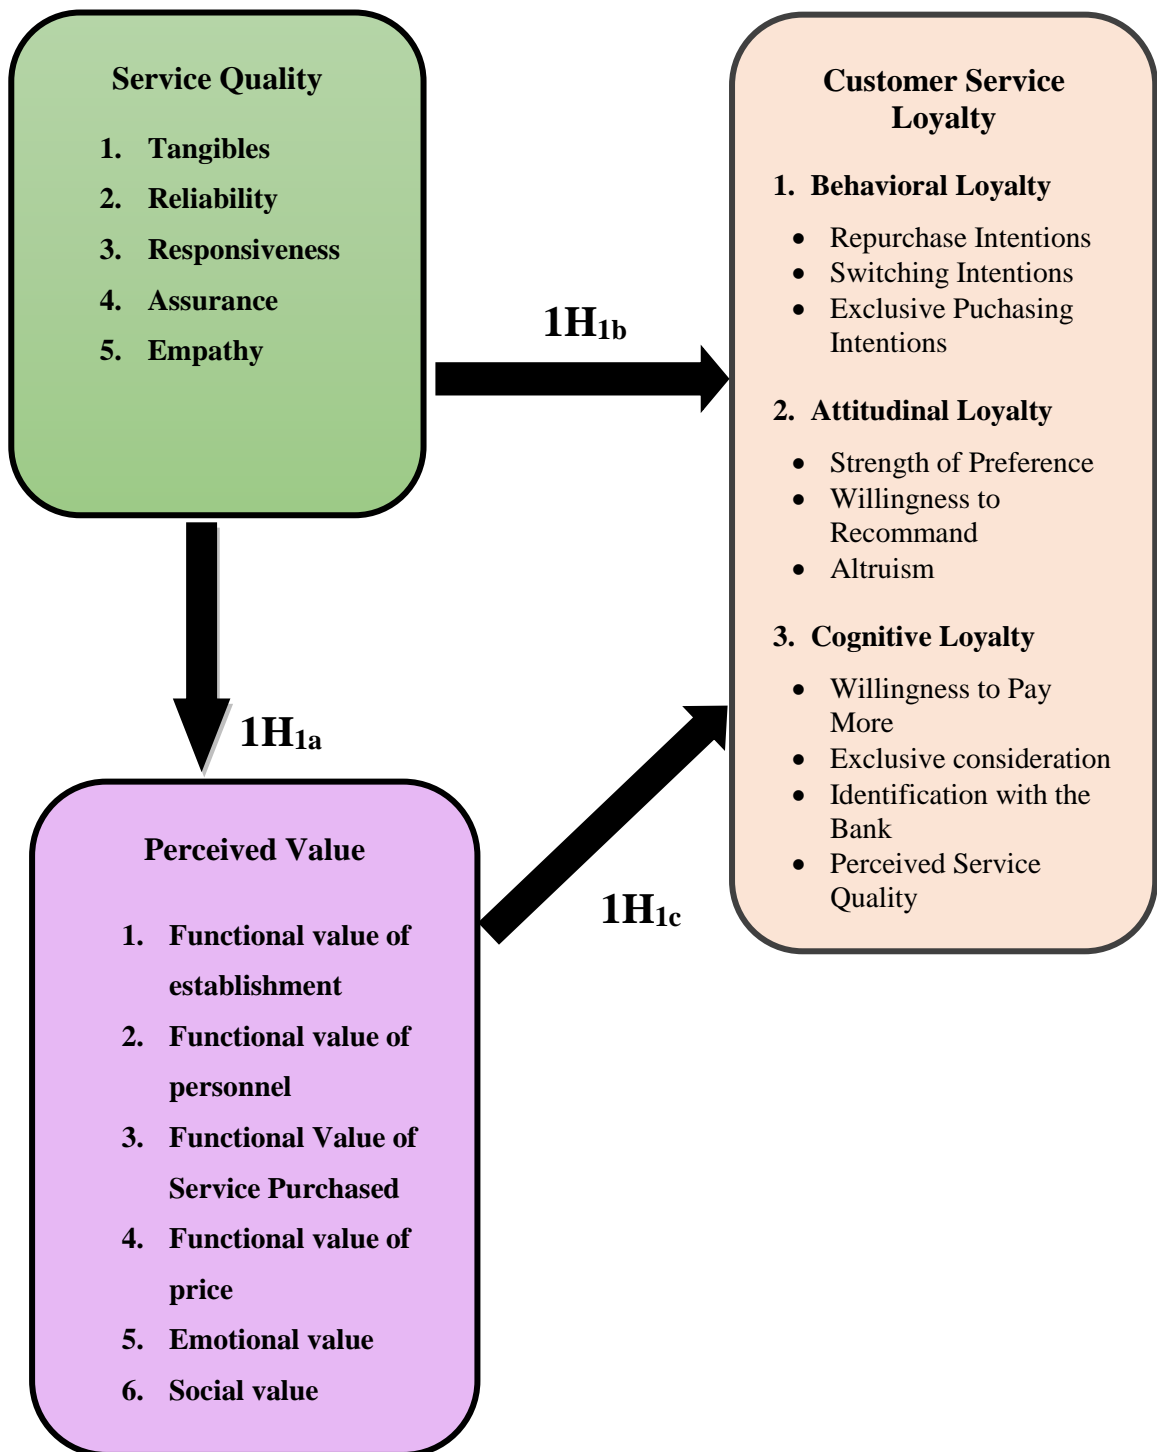 Service Quality
1. Tangibles
2. Reliability
3. Responsiveness
4. Assurance
5. Empathy
1H1b
Customer Service
Loyalty
1. Behavioral Loyalty
• Repurchase Intentions
• Switching Intentions
• Exclusive Puchasing
Intentions
2. Attitudinal Loyalty
• Strength of Preference
• Willingness to
Recommand
• Altruism
3. Cognitive Loyalty
• Willingness to Pay
More
• Exclusive consideration
• Identification with the
Bank
• Perceived Service
Quality
1H1a
1H1c
Perceived Value
1. Functional value of
establishment
2. Functional value of
personnel
3. Functional Value of
Service Purchased
4. Functional value of
price
5. Emotional value
6. Social value